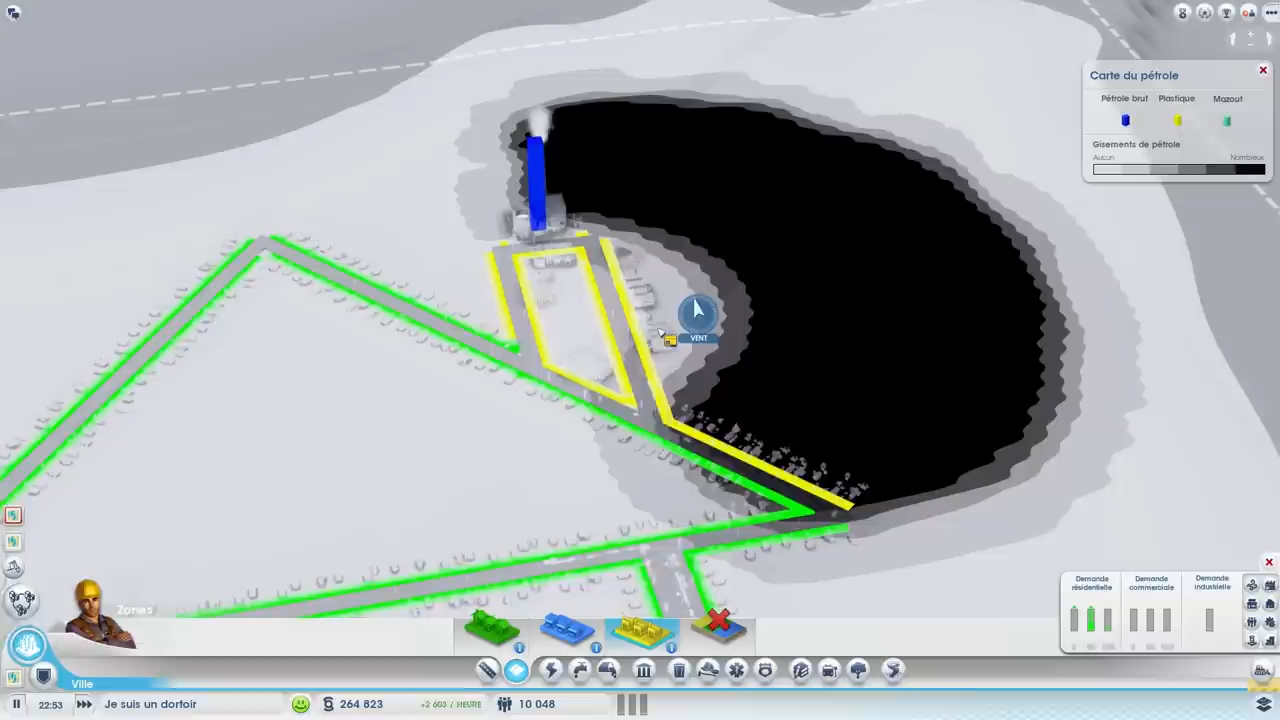 Carte du pétrole
Pétrole brut Plastique Mazout
Gisements de pétrole
Aucun Nombreux
VENT
Demande résidentielle
Demande commerciale
Demande industrielle
Zones
Ville
22:53 Je suis un dortoir 264 823 +2 603 / HEURE 10 048